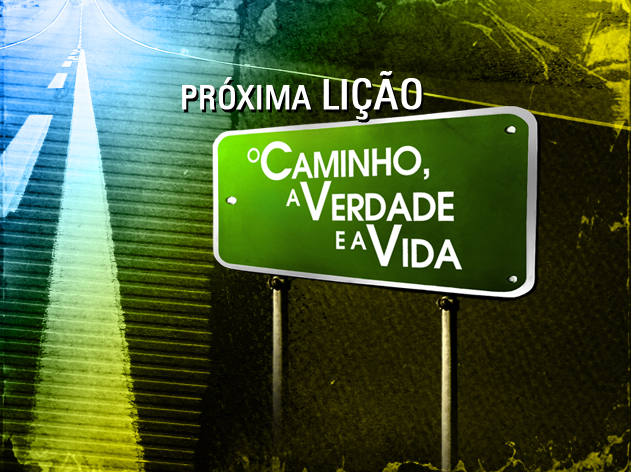 PRÓXIMA LIÇÃO
O CAMINHO,
A VERDADE
E A VIDA